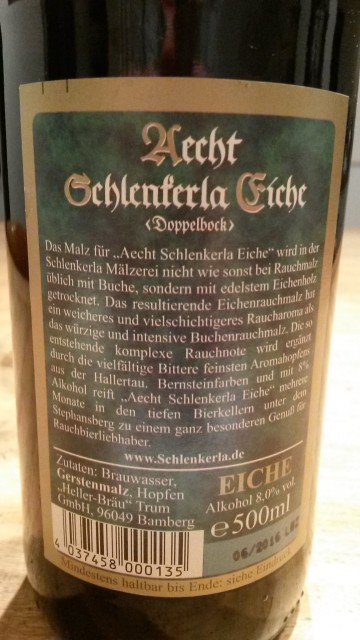 Aecht
Schlenkerla Eiche
<Doppelbock>
Das Malz für „Aecht Schlenkerla Eiche“ wird in der
Schlenkerla Mälzerei nicht wie sonst bei Rauchmalz
üblich mit Buche, sondern mit edelstem Eichenholz
getrocknet. Das resultierende Eichenrauchmalz hat
ein weicheres und vielschichtigeres Raucharoma als
das würzige und intensive Buchenrauchmalz. Die so
entstehende komplexe Rauchnote wird ergänzt
durch die vielfältige Bittere feinsten Aromahopfens
aus der Hallertau. Bernsteinfarben und mit 8%
Alkohol reift „Aecht Schlenkerla Eiche“ mehrere
Monate in den tiefen Bierkellern unter dem
Stephansberg zu einem ganz besonderen Genuß für
Rauchbierliebhaber.
www.Schlenkerla.de
Zutaten: Brauwasser,
Gerstenmalz, Hopfen
„Heller-Bräu“ Trum
GmbH, 96049 Bamberg
EICHE
Alkohol 8,0% vol.
℮500ml
4 037458 000135
06/2016 L82
Mindestens haltbar bis Ende: siehe Eindruck